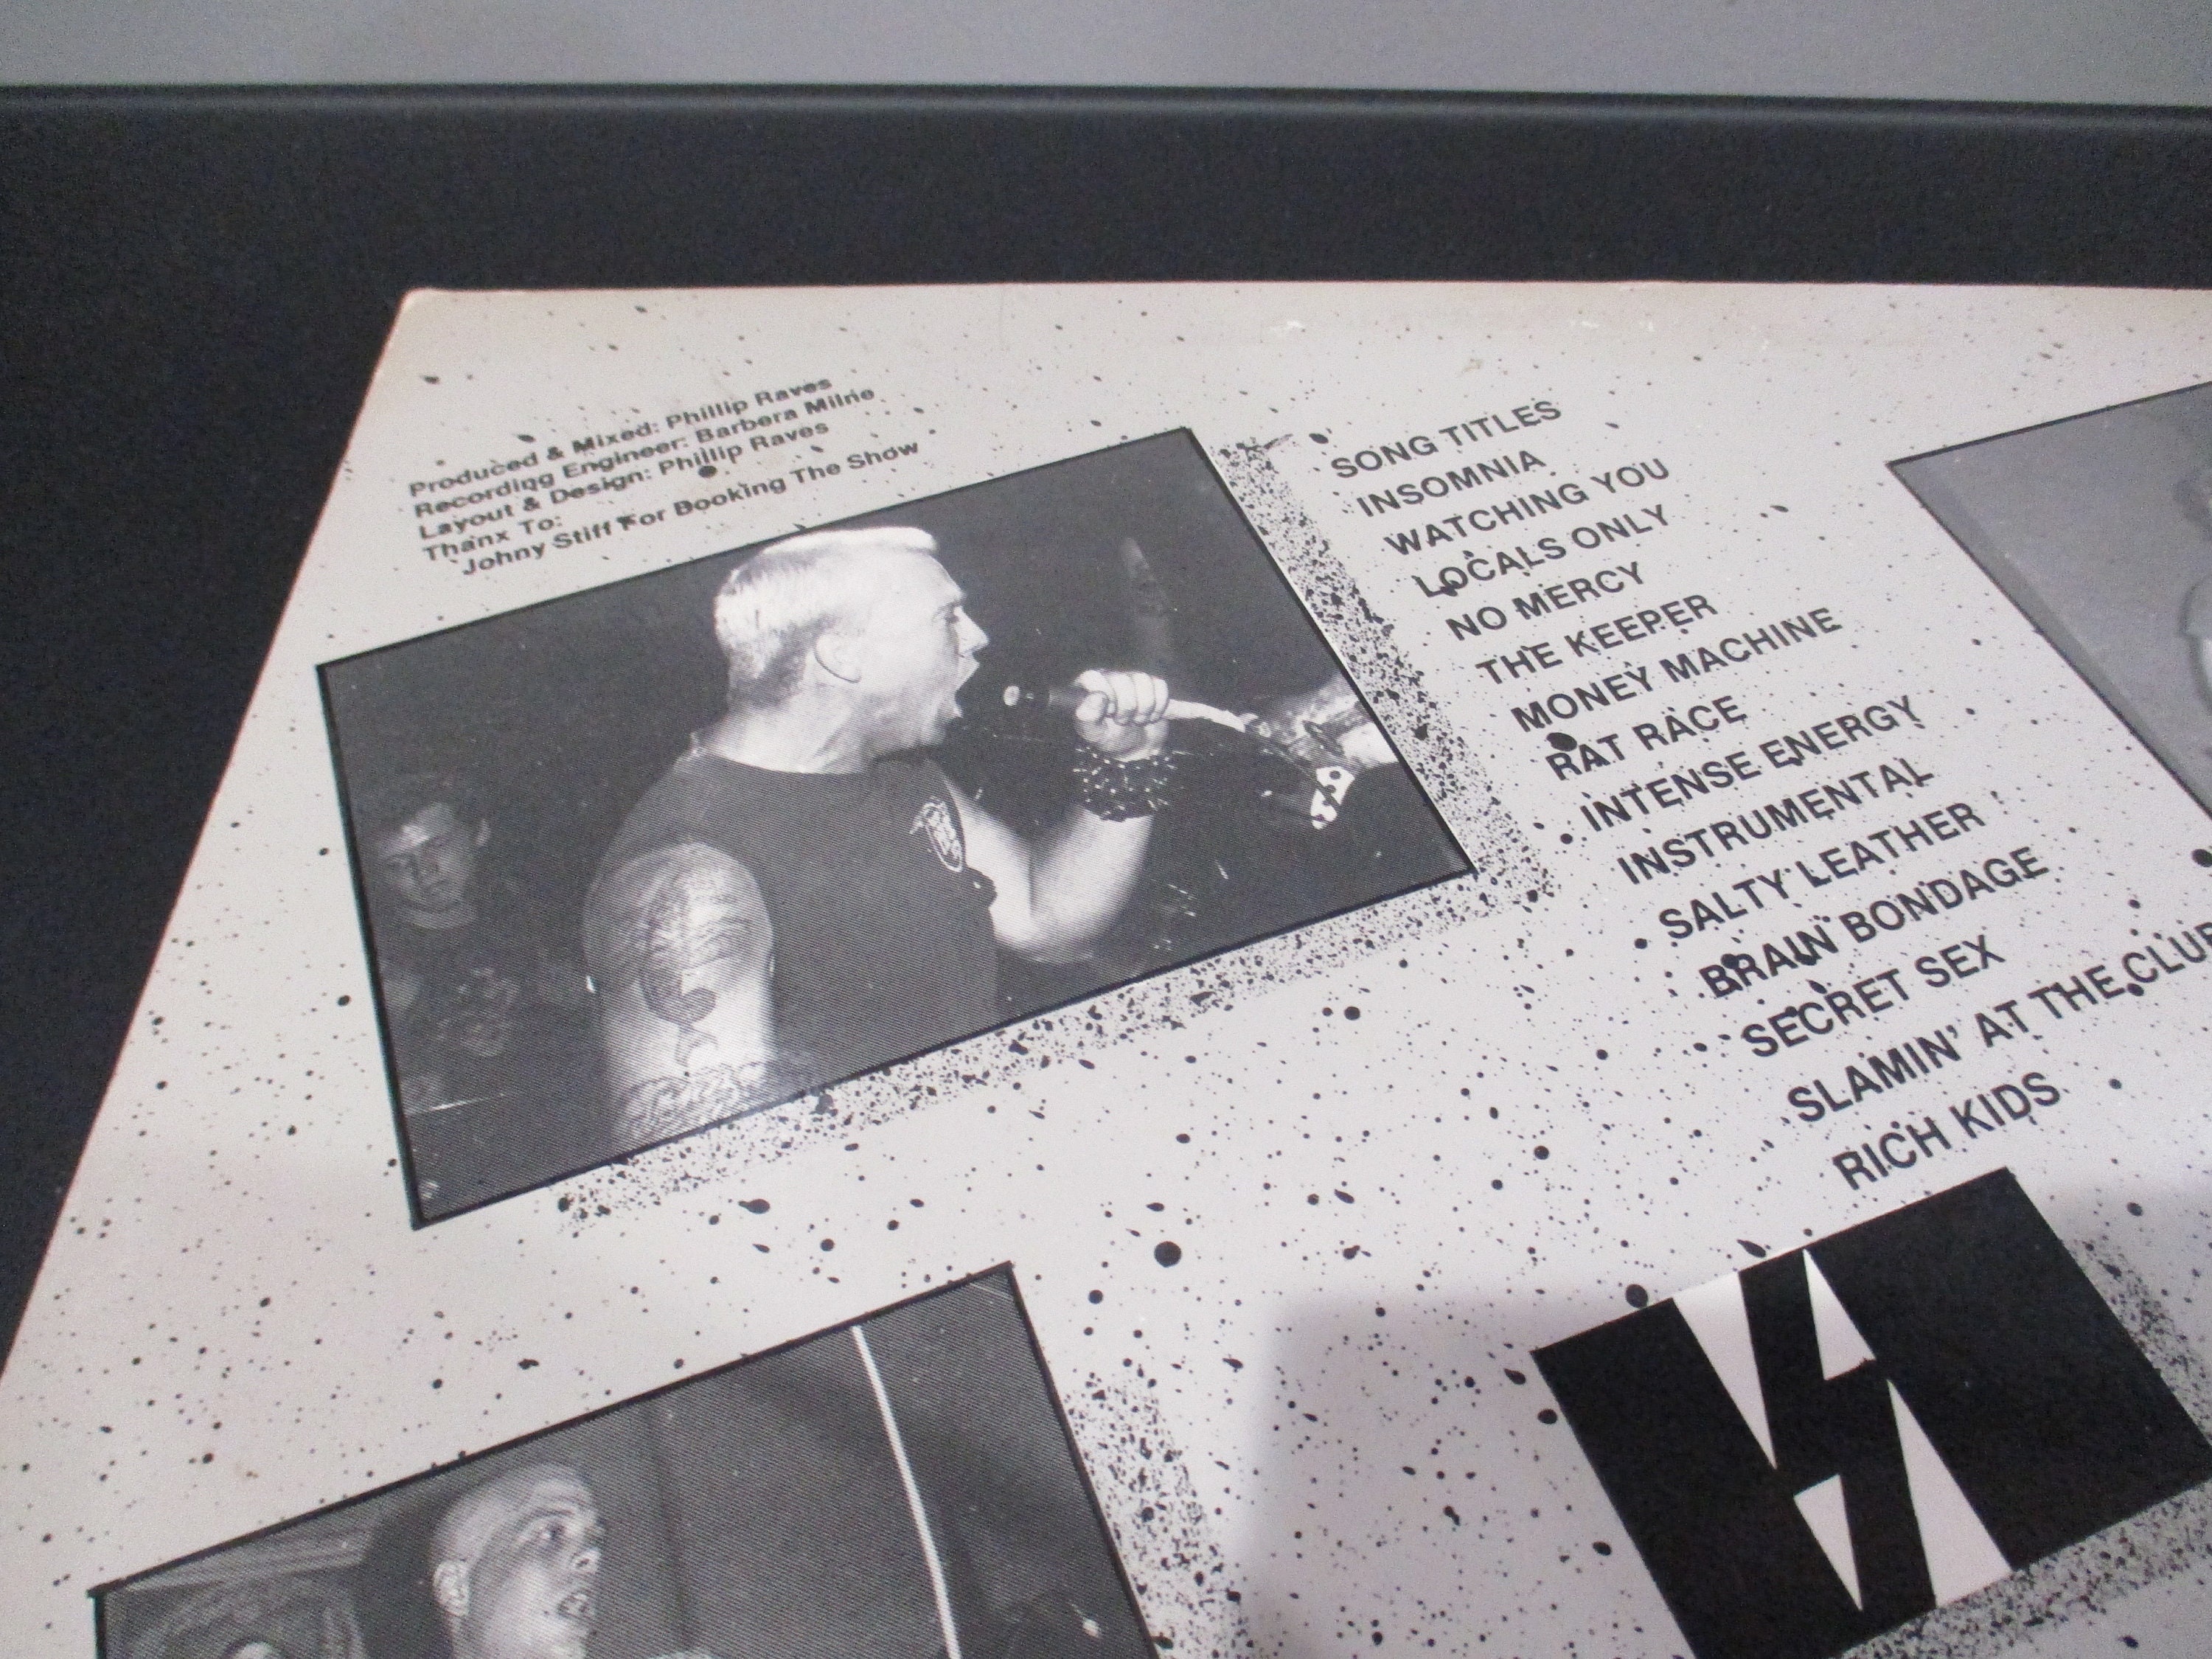 Produced & Mixed: Phillip Raves
Recording Engineer: Barbera Milne
Layout & Design: Phillip Raves
Thanx To:
Johny Stiff For Booking The Show
SONG TITLES
INSOMNIA
WATCHING YOU
LOCALS ONLY
NO MERCY
THE KEEPER
MONEY MACHINE
RAT RACE
INTENSE ENERGY
INSTRUMENTAL
SALTY LEATHER
BRAIN BONDAGE
SECRET SEX
SLAMIN' AT THE CLUB
RICH KIDS